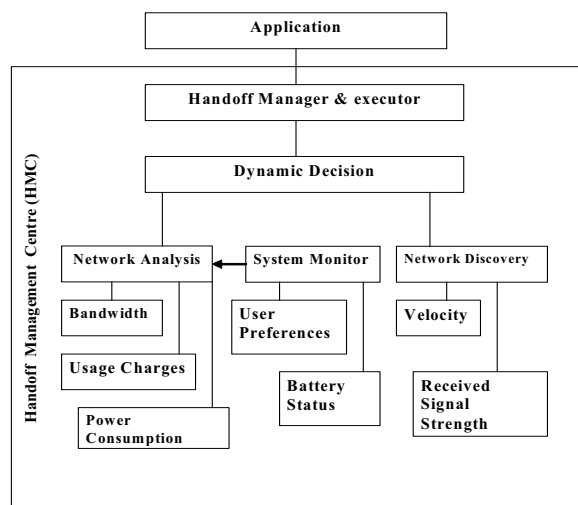 Application
Handoff Manager & executor
Dynamic Decision
Handoff Management Centre (HMC)
Network Analysis
System Monitor
Network Discovery
Bandwidth
User
Preferences
Velocity
Usage Charges
Battery
Status
Received
Signal
Strength
Power
Consumption